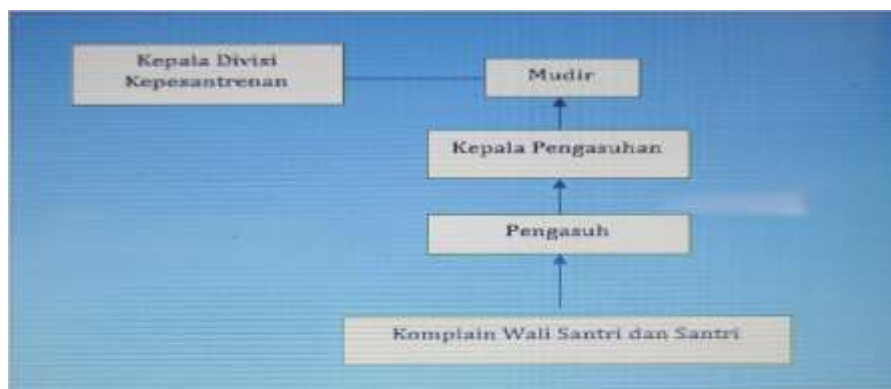 Kepala Divisi
Kepesantrenan
Mudir
Kepala Pengasuhan
Pengasuh
Komplain Wali Santri dan Santri